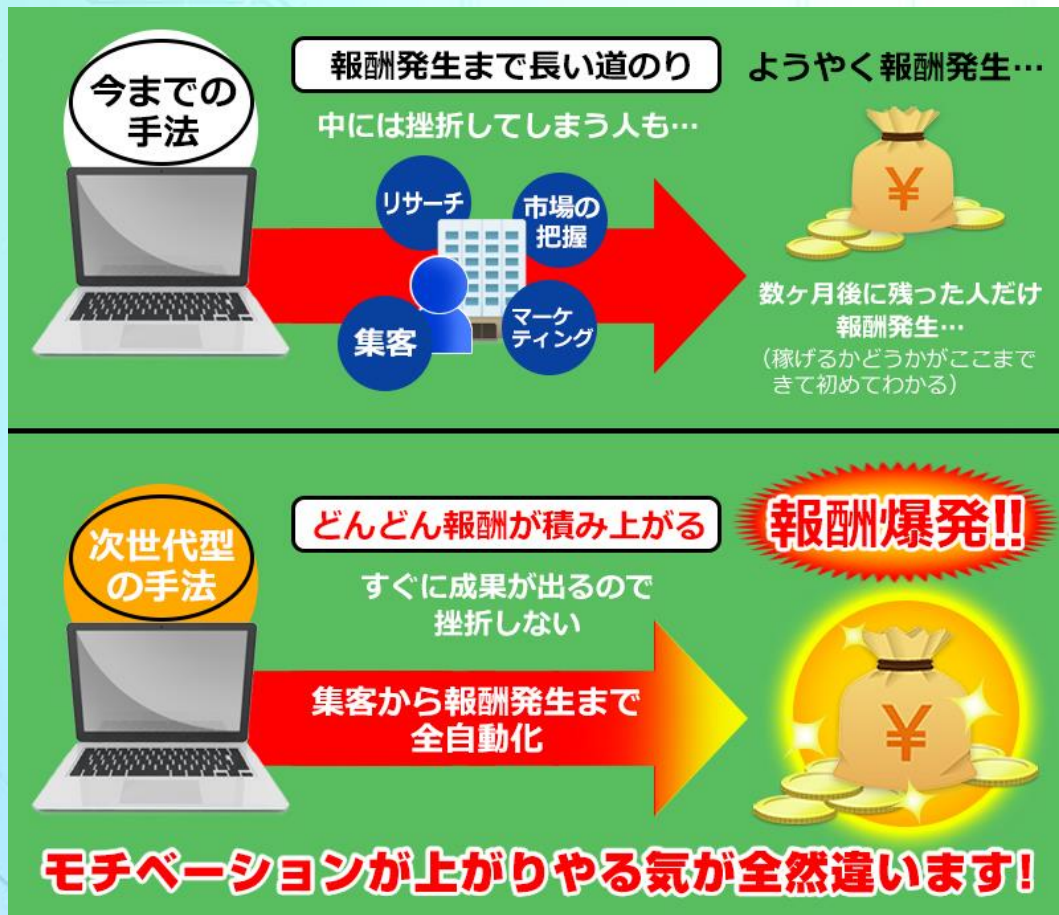 今までの
手法
報酬発生まで長い道のり
中には挫折してしまう人も…
リサーチ
市場の
把握
集客
マーケ
ティング
ようやく報酬発生…
¥
数ヶ月後に残った人だけ
報酬発生…
（稼げるかどうかがここまで
きて初めてわかる）
次世代型
の手法
どんどん報酬が積み上がる
すぐに成果が出るので
挫折しない
集客から報酬発生まで
全自動化
報酬爆発!!
¥
モチベーションが上がりやる気が全然違います!